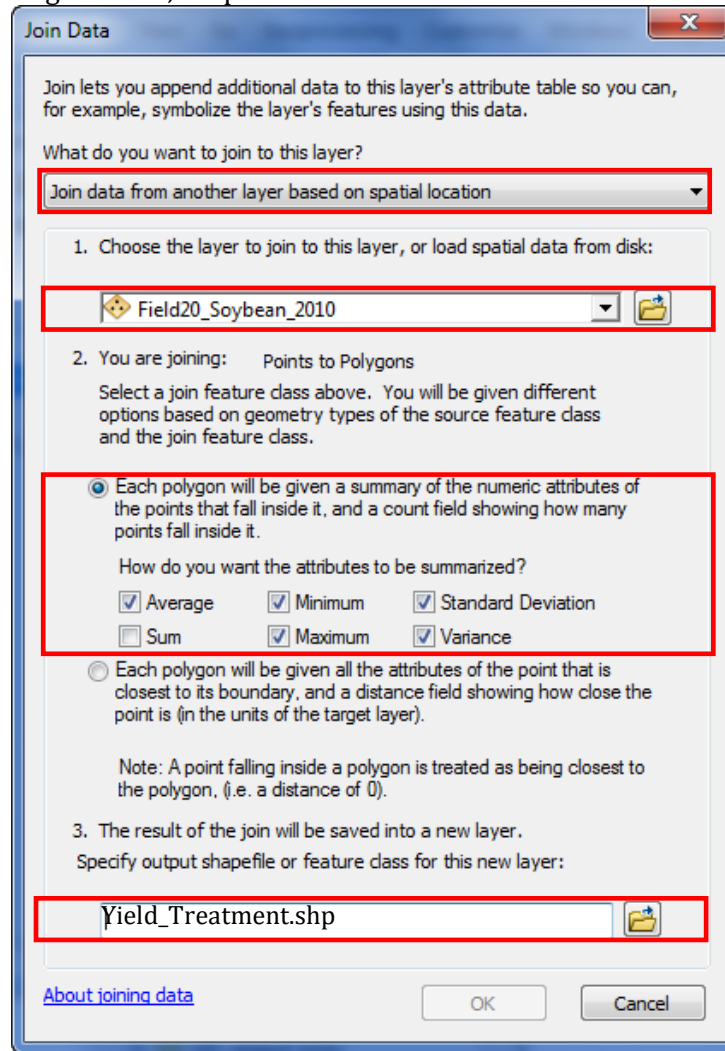 Join Data
Join lets you append additional data to this layer's attribute table so you can,
for example, symbolize the layer's features using this data.
What do you want to join to this layer?
Join data from another layer based on spatial location
1. Choose the layer to join to this layer, or load spatial data from disk:
Field20_Soybean_2010
2. You are joining: Points to Polygons
Select a join feature class above. You will be given different
options based on geometry types of the source feature class
and the join feature class.
Each polygon will be given a summary of the numeric attributes of
the points that fall inside it, and a count field showing how many
points fall inside it.
How do you want the attributes to be summarized?
Average Minimum Standard Deviation
Sum Maximum Variance
Each polygon will be given all the attributes of the point that is
closest to its boundary, and a distance field showing how close the
point is (in the units of the target layer).
Note: A point falling inside a polygon is treated as being closest to
the polygon, (i.e. a distance of 0).
3. The result of the join will be saved into a new layer.
Specify output shapefile or feature class for this new layer:
Yield_Treatment.shp
About joining data OK Cancel